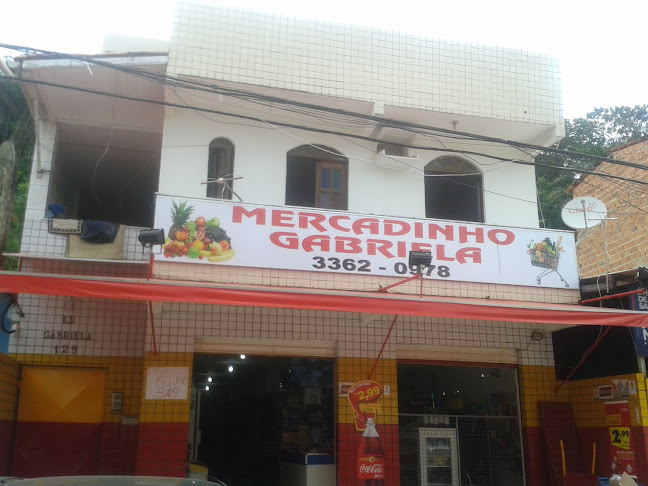 MERCADINHO
GABRIELA
3362 - 0978
ED
GABRIELA
129
2,99
Coca-Cola
2,99